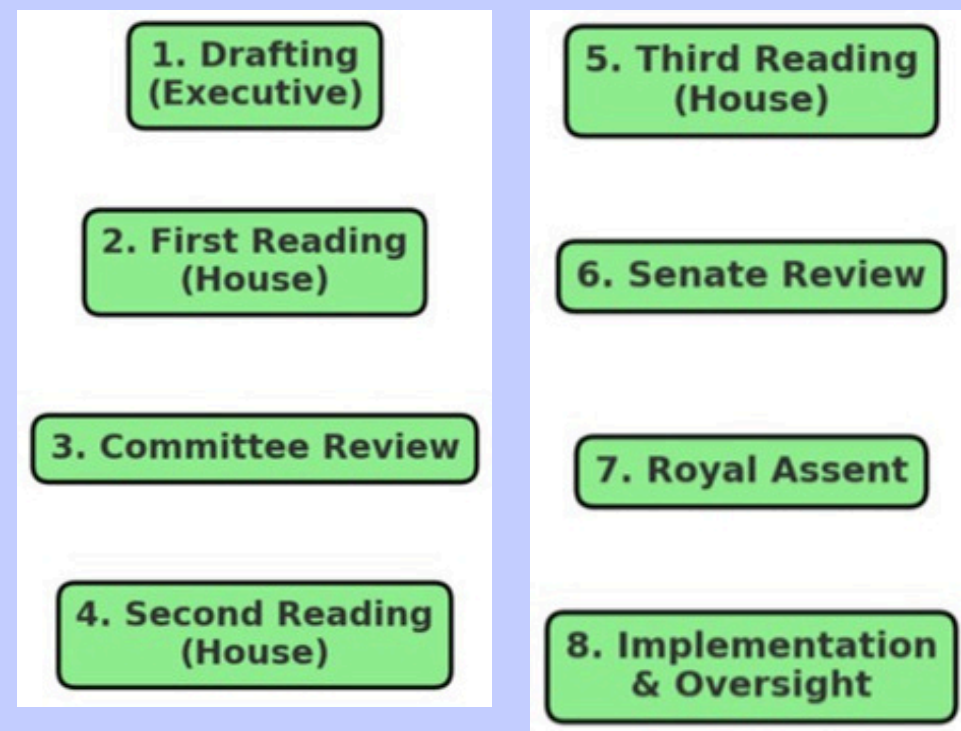 1. Drafting
(Executive)
2. First Reading
(House)
3. Committee Review
4. Second Reading
(House)
5. Third Reading
(House)
6. Senate Review
7. Royal Assent
8. Implementation
& Oversight